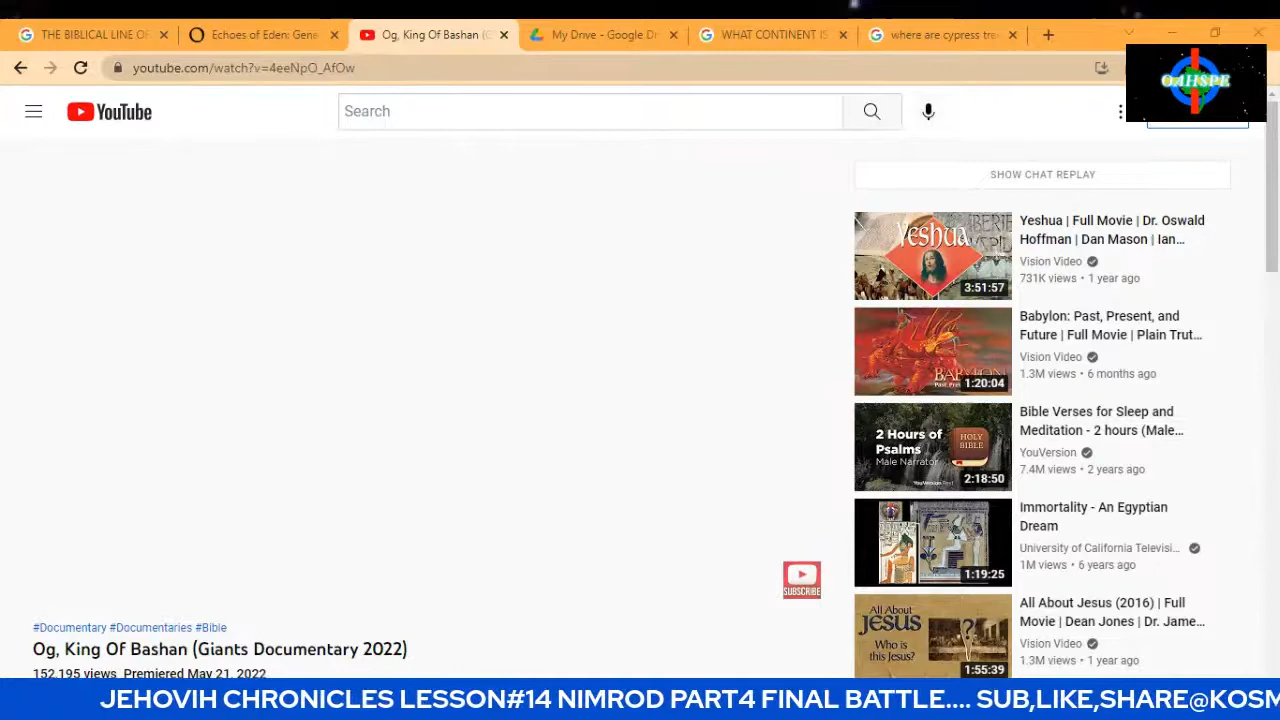 THE BIBLICAL LINE OF
Echoes of Eden: Gene
Og, King Of Bashan (G
My Drive - Google Dr
WHAT CONTINENT IS
where are cypress tre
youtube.com/watch?v=4eeNpO_AfOw
OAHSPE
YouTube
Search
SHOW CHAT REPLAY
Yeshua
3:51:57
Yeshua | Full Movie | Dr. Oswald
Hoffman | Dan Mason | Ian...
Vision Video
731K views • 1 year ago
BABYLON
1:20:04
Babylon: Past, Present, and
Future | Full Movie | Plain Trut...
Vision Video
1.3M views • 6 months ago
2 Hours of
Psalms
Male Narrator
HOLY
BIBLE
2:18:50
Bible Verses for Sleep and
Meditation - 2 hours (Male...
YouVersion
7.4M views • 2 years ago
1:19:25
Immortality - An Egyptian
Dream
University of California Televisi...
1M views • 6 years ago
All About
JESUS
Who is
this Jesus?
1:55:39
All About Jesus (2016) | Full
Movie | Dean Jones | Dr. Jame...
Vision Video
1.3M views • 1 year ago
SUBSCRIBE
#Documentary #Documentaries #Bible
Og, King Of Bashan (Giants Documentary 2022)
152,195 views Premiered May 21, 2022
JEHOVIH CHRONICLES LESSON#14 NIMROD PART4 FINAL BATTLE.... SUB,LIKE,SHARE@KOSM